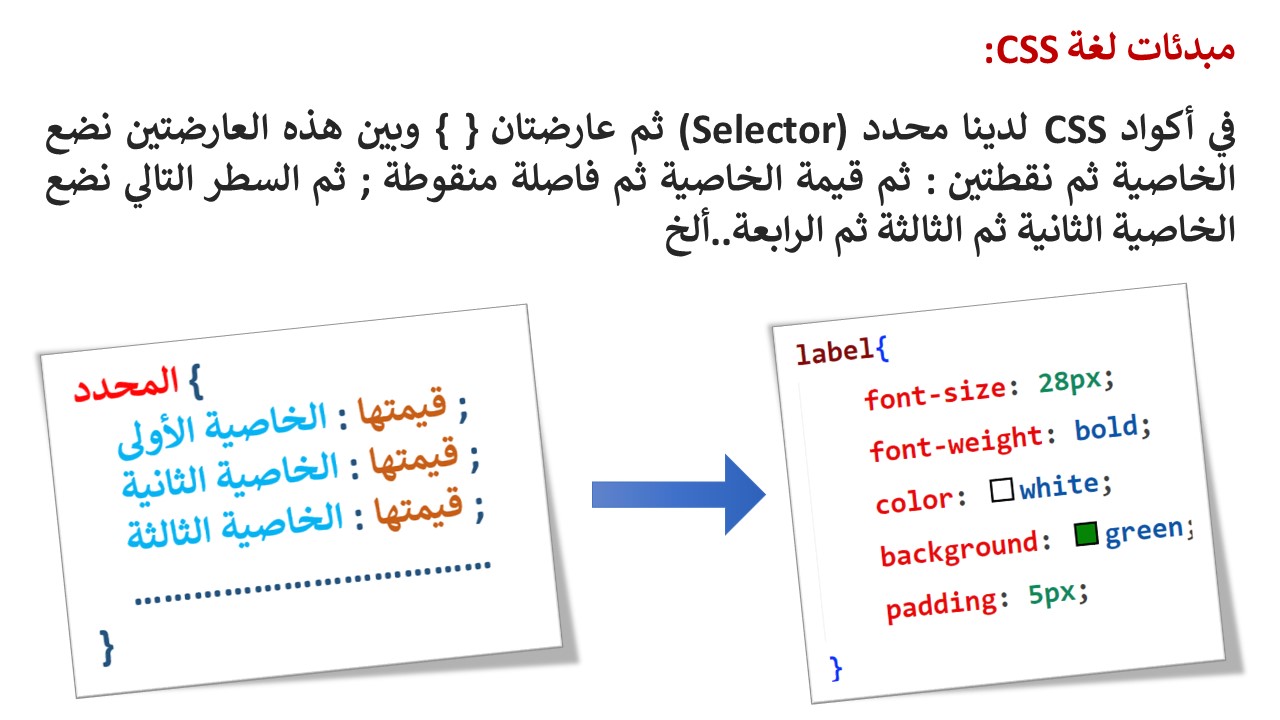 مبدئات لغة CSS:
في أكواد CSS لدينا محدد (Selector) ثم عارضتان { } وبين هذه العارضتين نضع
الخاصية ثم نقطتين : ثم قيمة الخاصية ثم فاصلة منقوطة ; ثم السطر التالي نضع
الخاصية الثانية ثم الثالثة ثم الرابعة..ألخ
المحدد {
الخاصية الأولى : قيمتها ;
الخاصية الثانية : قيمتها ;
الخاصية الثالثة : قيمتها ;
....................................
}
label{
font-size: 28px;
font-weight: bold;
color: white;
background: green;
padding: 5px;
}